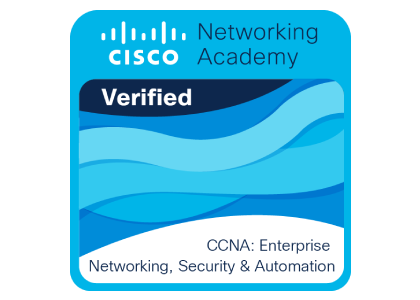 Networking
CISCO Academy
Verified
CCNA: Enterprise
Networking, Security & Automation